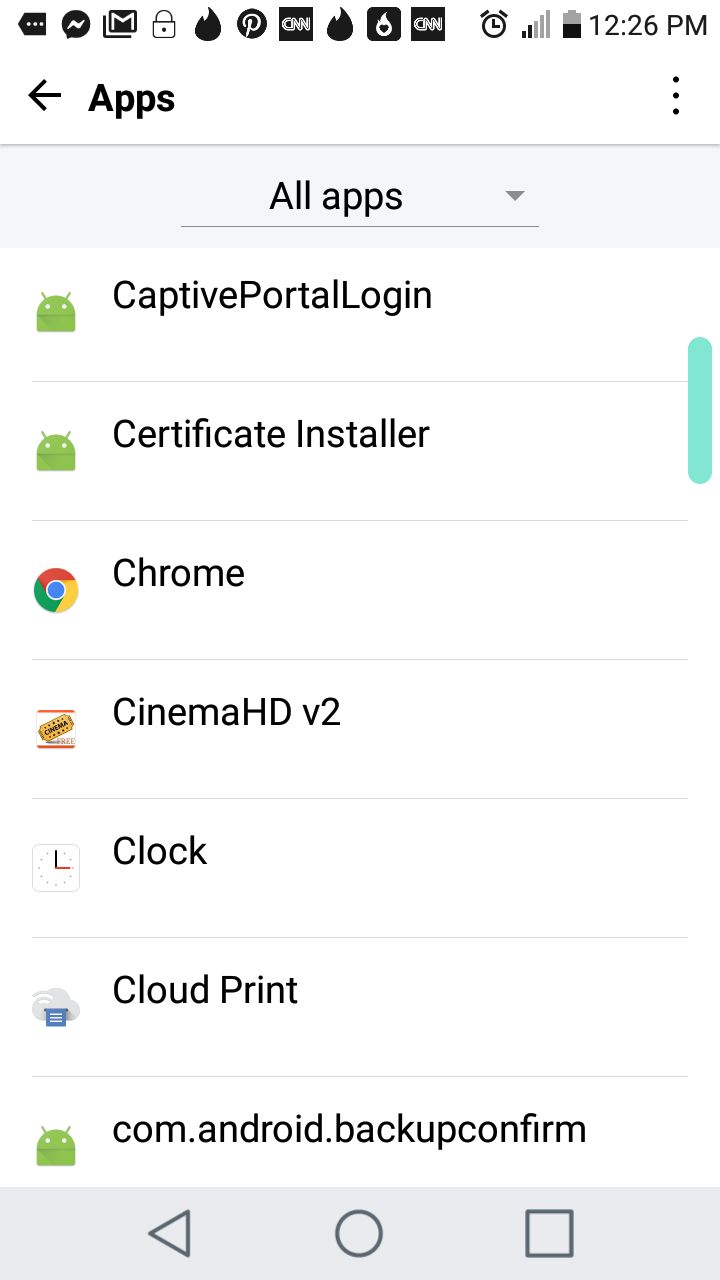 CNN CNN 12:26 PM
Apps
All apps
CaptivePortalLogin
Certificate Installer
Chrome
CinemaHD v2
CINEMA
FREE
Clock
Cloud Print
com.android.backupconfirm